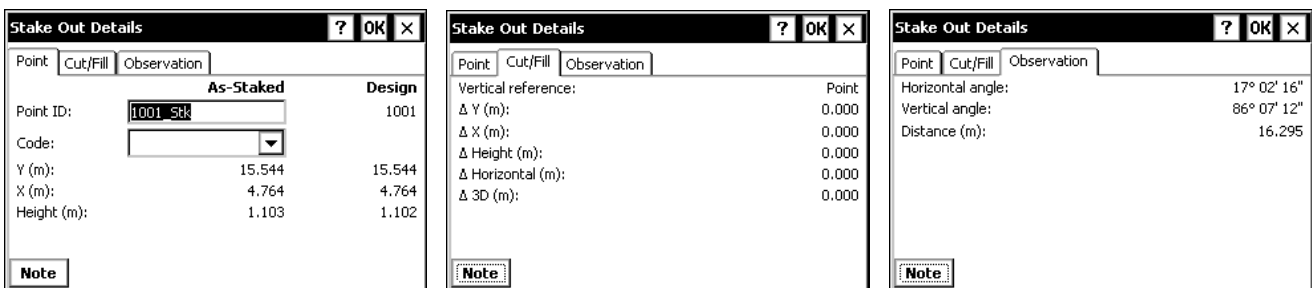 Stake Out Details ? OK ×
Point Cut/Fill Observation
As-Staked Design
Point ID: 1001_Stk 1001
Code:
Y (m): 15.544 15.544
X (m): 4.764 4.764
Height (m): 1.103 1.102
Note
Stake Out Details ? OK ×
Point Cut/Fill Observation
Vertical reference: Point
Δ Y (m): 0.000
Δ X (m): 0.000
Δ Height (m): 0.000
Δ Horizontal (m): 0.000
Δ 3D (m): 0.000
Note
Stake Out Details ? OK ×
Point Cut/Fill Observation
Horizontal angle: 17° 02' 16"
Vertical angle: 86° 07' 12"
Distance (m): 16.295
Note